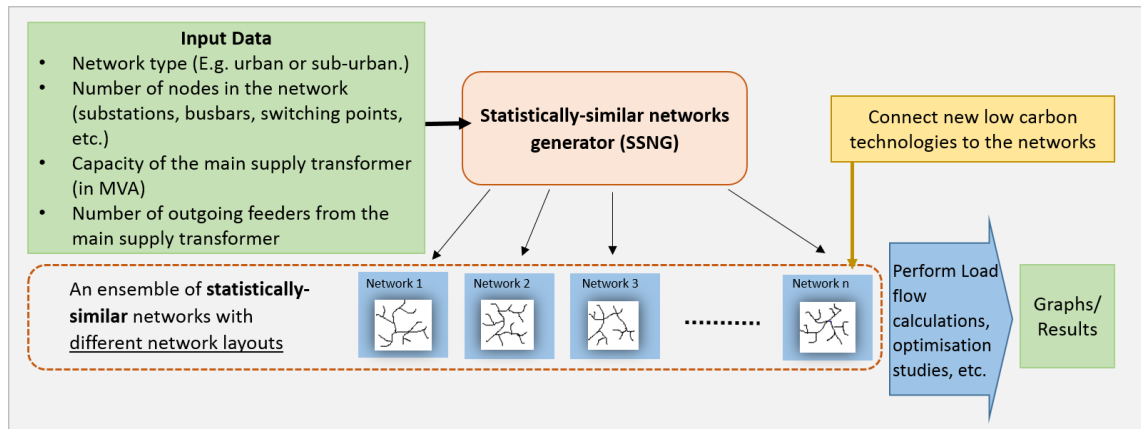 Input Data
• Network type (E.g. urban or sub-urban.)
• Number of nodes in the network
(substations, busbars, switching points,
etc.)
• Capacity of the main supply transformer
(in MVA)
• Number of outgoing feeders from the
main supply transformer
Statistically-similar networks
generator (SSNG)
Connect new low carbon
technologies to the networks
An ensemble of statistically-
similar networks with
different network layouts
Network 1
Network 2
Network 3
Network n
Perform Load
flow
calculations,
optimisation
studies, etc.
Graphs/
Results